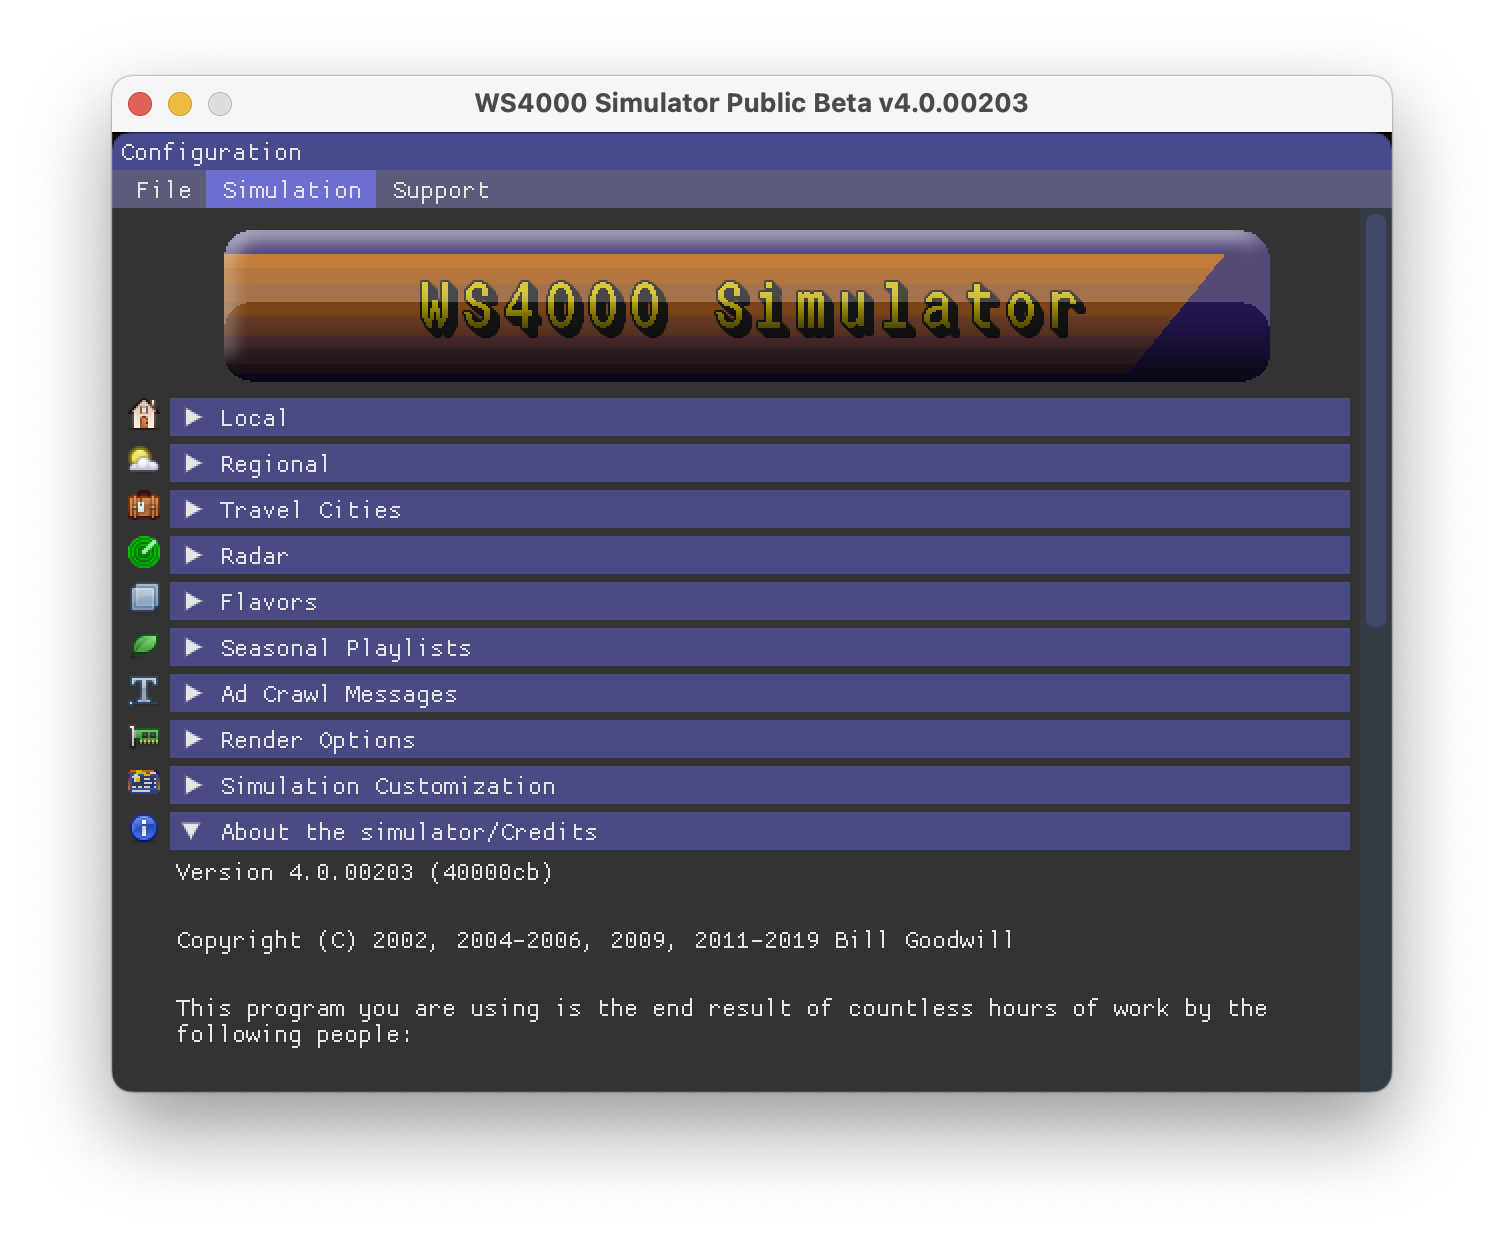 WS4000 Simulator Public Beta v4.0.00203
Configuration
File Simulation Support
WS4000 Simulator
Local
Regional
Travel Cities
Radar
Flavors
Seasonal Playlists
Ad Crawl Messages
Render Options
Simulation Customization
About the simulator/Credits
Version 4.0.00203 (40000cb)
Copyright (C) 2002, 2004-2006, 2009, 2011-2019 Bill Goodwill
This program you are using is the end result of countless hours of work by the
following people: